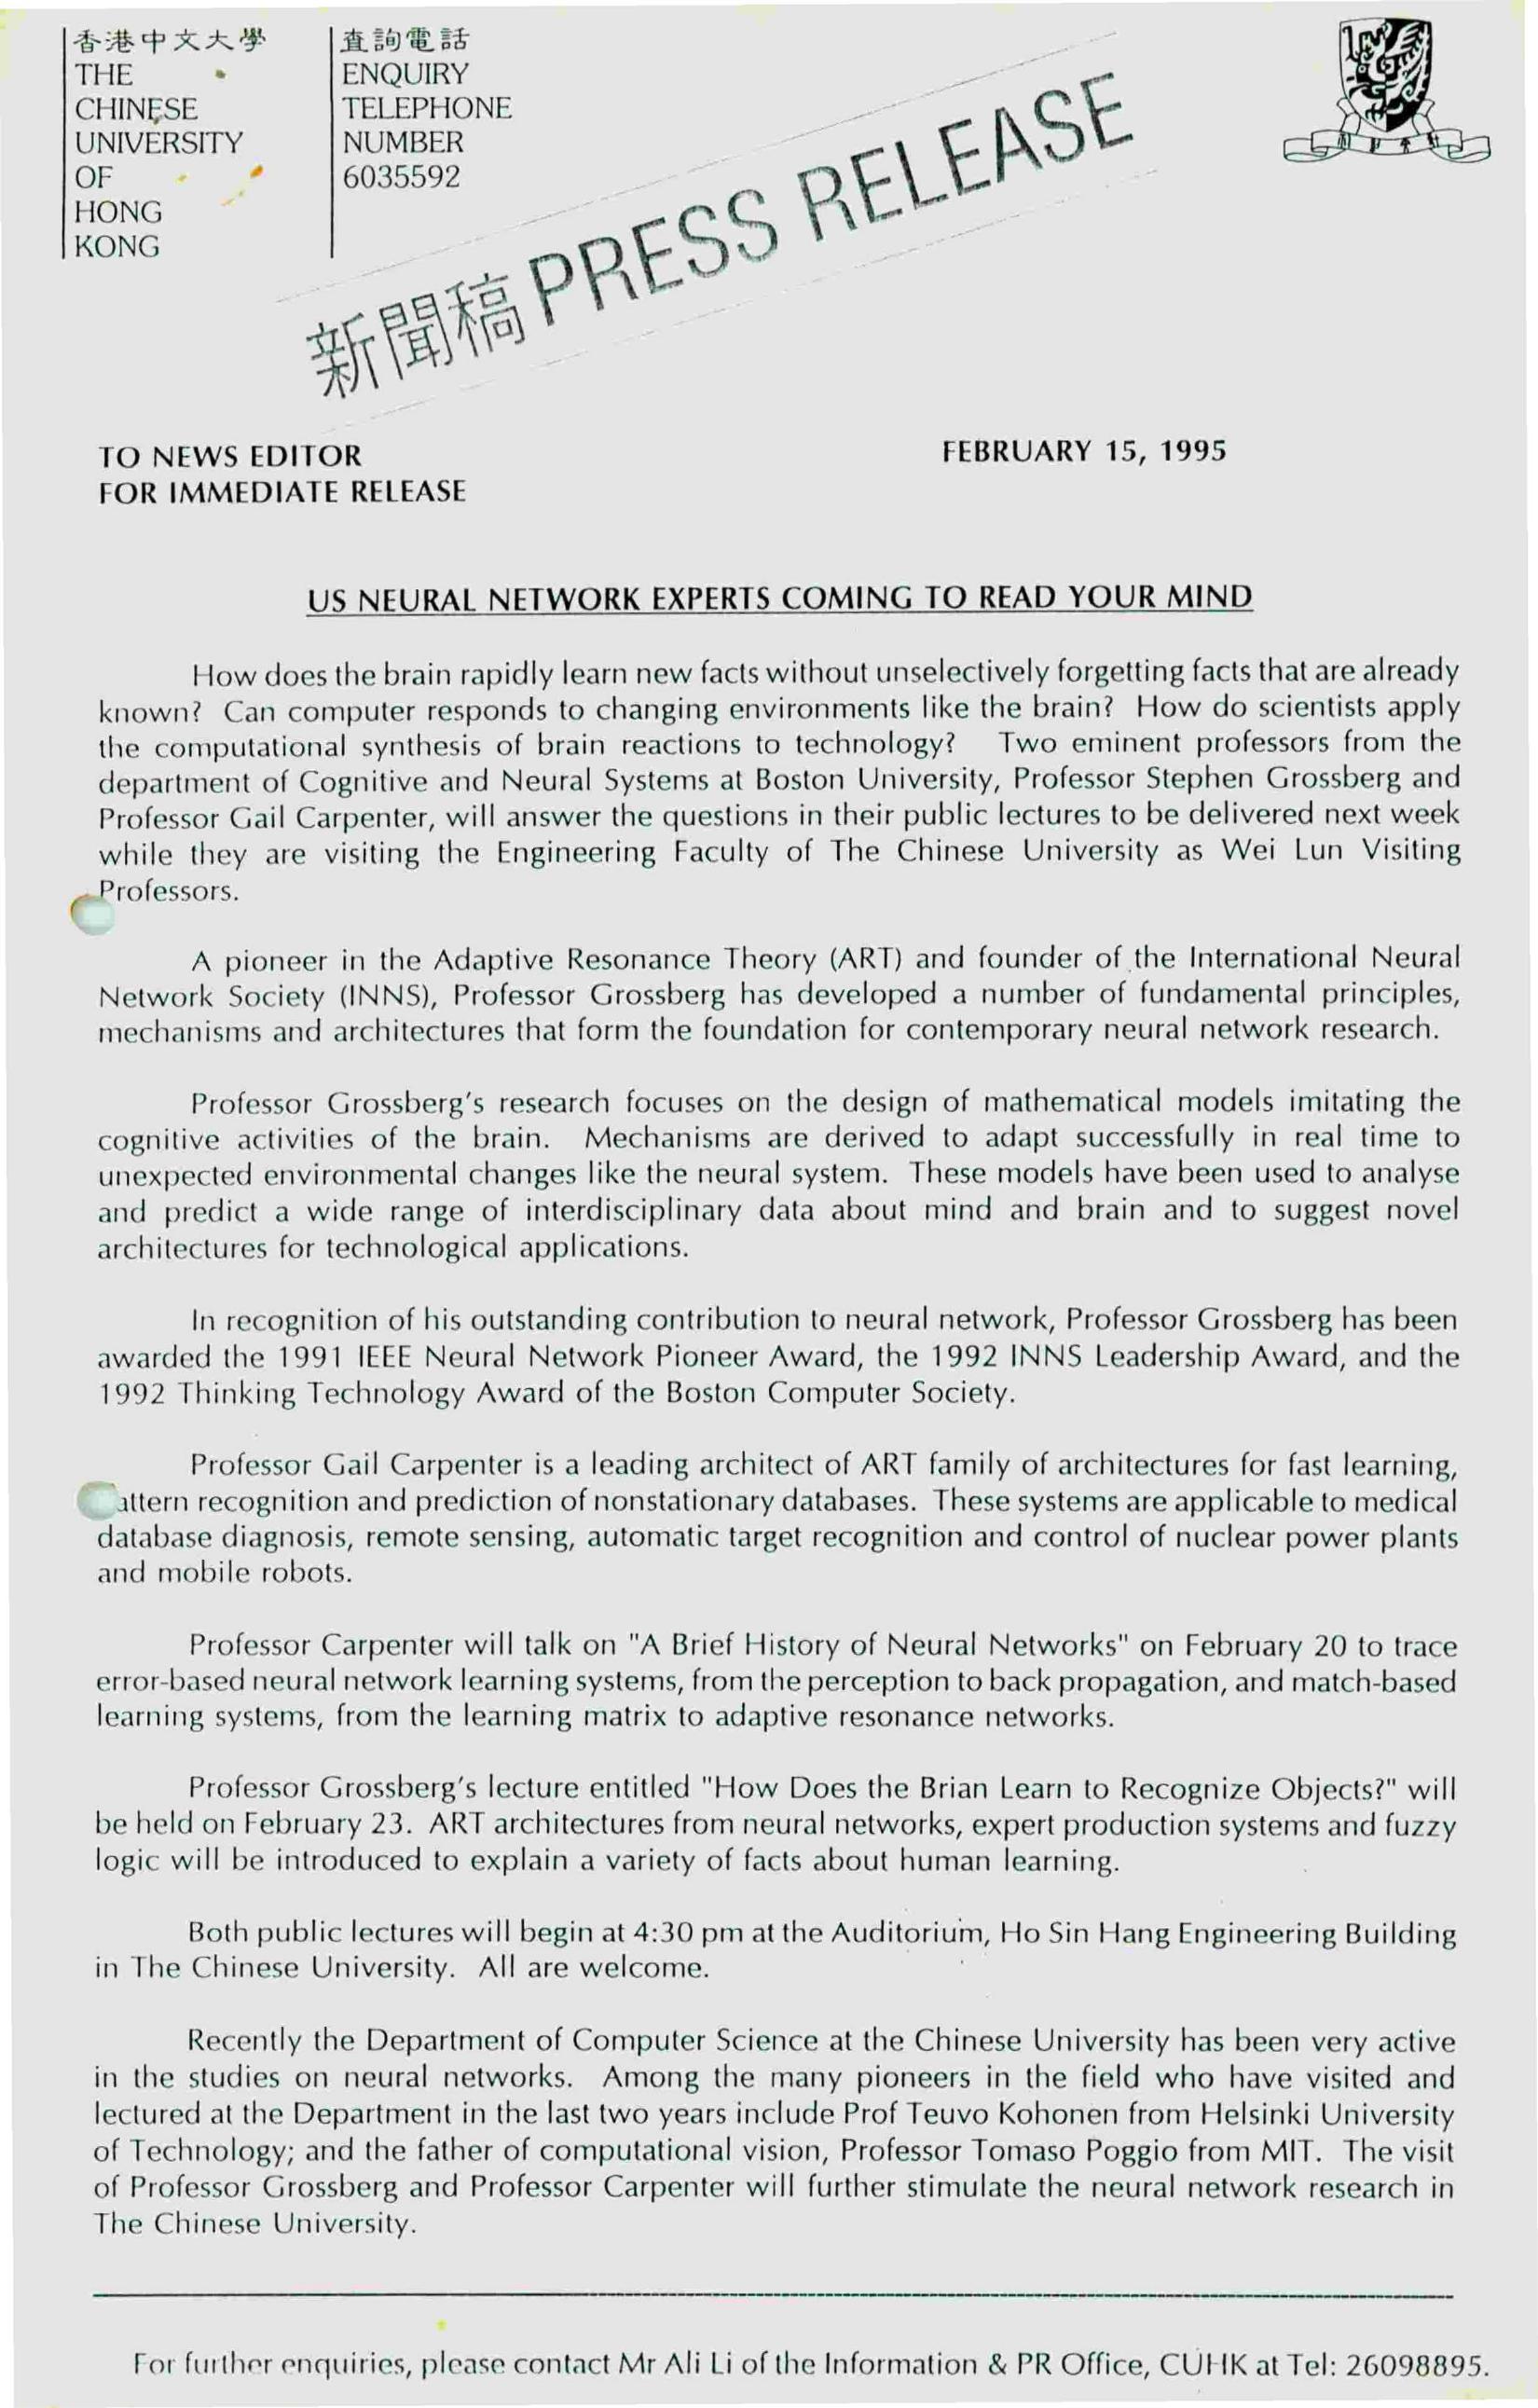 香港中文大學
THE
CHINESE
UNIVERSITY
OF
HONG
KONG
查詢電話
ENQUIRY
TELEPHONE
NUMBER
6035592
新聞稿 PRESS RELEASE
TO NEWS EDITOR
FOR IMMEDIATE RELEASE
FEBRUARY 15, 1995
US NEURAL NETWORK EXPERTS COMING TO READ YOUR MIND
How does the brain rapidly learn new facts without unselectively forgetting facts that are already
known? Can computer responds to changing environments like the brain? How do scientists apply
the computational synthesis of brain reactions to technology? Two eminent professors from the
department of Cognitive and Neural Systems at Boston University, Professor Stephen Grossberg and
Professor Gail Carpenter, will answer the questions in their public lectures to be delivered next week
while they are visiting the Engineering Faculty of The Chinese University as Wei Lun Visiting
Professors.
A pioneer in the Adaptive Resonance Theory (ART) and founder of the International Neural
Network Society (INNS), Professor Grossberg has developed a number of fundamental principles,
mechanisms and architectures that form the foundation for contemporary neural network research.
Professor Grossberg's research focuses on the design of mathematical models imitating the
cognitive activities of the brain. Mechanisms are derived to adapt successfully in real time to
unexpected environmental changes like the neural system. These models have been used to analyse
and predict a wide range of interdisciplinary data about mind and brain and to suggest novel
architectures for technological applications.
In recognition of his outstanding contribution to neural network, Professor Grossberg has been
awarded the 1991 IEEE Neural Network Pioneer Award, the 1992 INNS Leadership Award, and the
1992 Thinking Technology Award of the Boston Computer Society.
Professor Gail Carpenter is a leading architect of ART family of architectures for fast learning,
attern recognition and prediction of nonstationary databases. These systems are applicable to medical
database diagnosis, remote sensing, automatic target recognition and control of nuclear power plants
and mobile robots.
Professor Carpenter will talk on "A Brief History of Neural Networks" on February 20 to trace
error-based neural network learning systems, from the perception to back propagation, and match-based
learning systems, from the learning matrix to adaptive resonance networks.
Professor Grossberg's lecture entitled "How Does the Brian Learn to Recognize Objects?" will
be held on February 23. ART architectures from neural networks, expert production systems and fuzzy
logic will be introduced to explain a variety of facts about human learning.
Both public lectures will begin at 4:30 pm at the Auditorium, Ho Sin Hang Engineering Building
in The Chinese University. All are welcome.
Recently the Department of Computer Science at the Chinese University has been very active
in the studies on neural networks. Among the many pioneers in the field who have visited and
lectured at the Department in the last two years include Prof Teuvo Kohonen from Helsinki University
of Technology; and the father of computational vision, Professor Tomaso Poggio from MIT. The visit
of Professor Grossberg and Professor Carpenter will further stimulate the neural network research in
The Chinese University.
For further enquiries, please contact Mr Ali Li of the Information & PR Office, CUHK at Tel: 26098895.